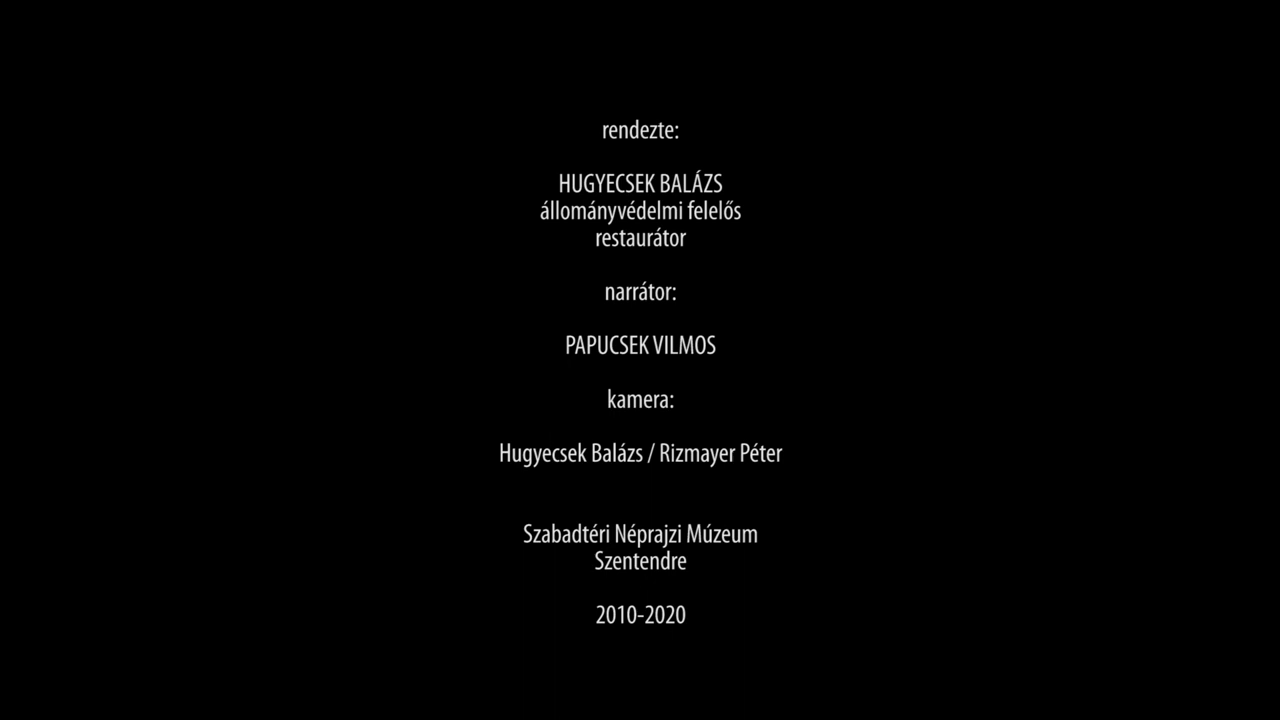 rendezte:
HUGYECSEK BALÁZS
állományvédelmi felelős
restaurátor
narrátor:
PAPUCSEK VILMOS
kamera:
Hugyecsek Balázs / Rizmayer Péter
Szabadtéri Néprajzi Múzeum
Szentendre
2010-2020